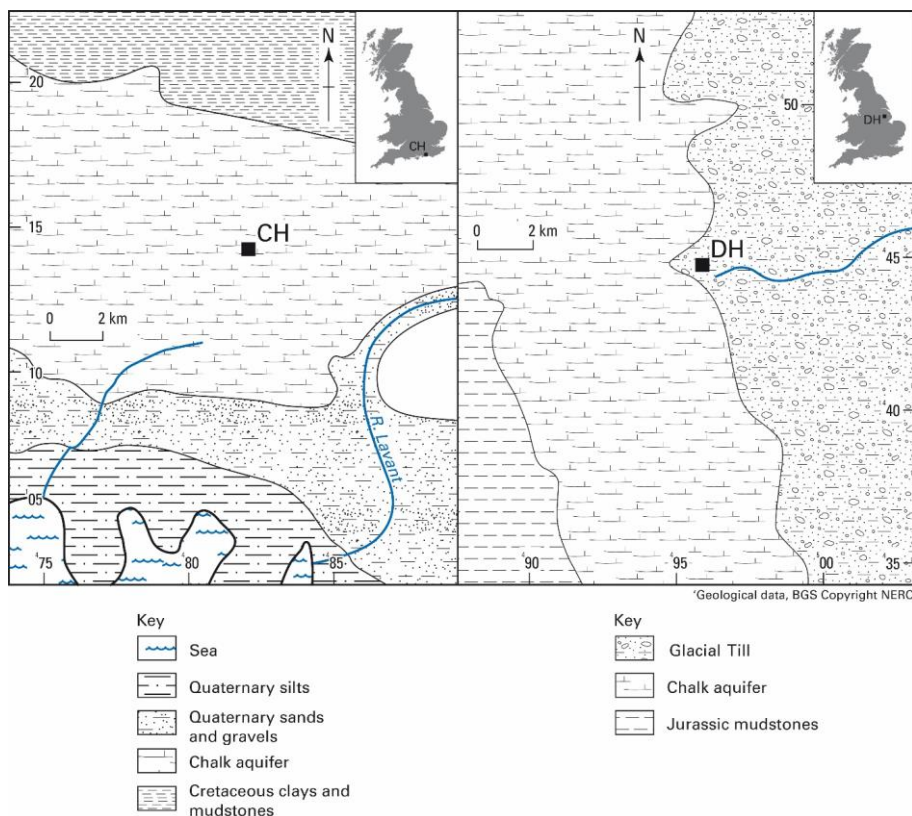 N
20
CH
15
CH
0 2 km
10
R. Lavant
05
75 80 85
N
50
DH
0 2 km
DH
45
40
90 95 00 35
'Geological data, BGS Copyright NERC
Key
Sea
Quaternary silts
Quaternary sands
and gravels
Chalk aquifer
Cretaceous clays and
mudstones
Key
Glacial Till
Chalk aquifer
Jurassic mudstones